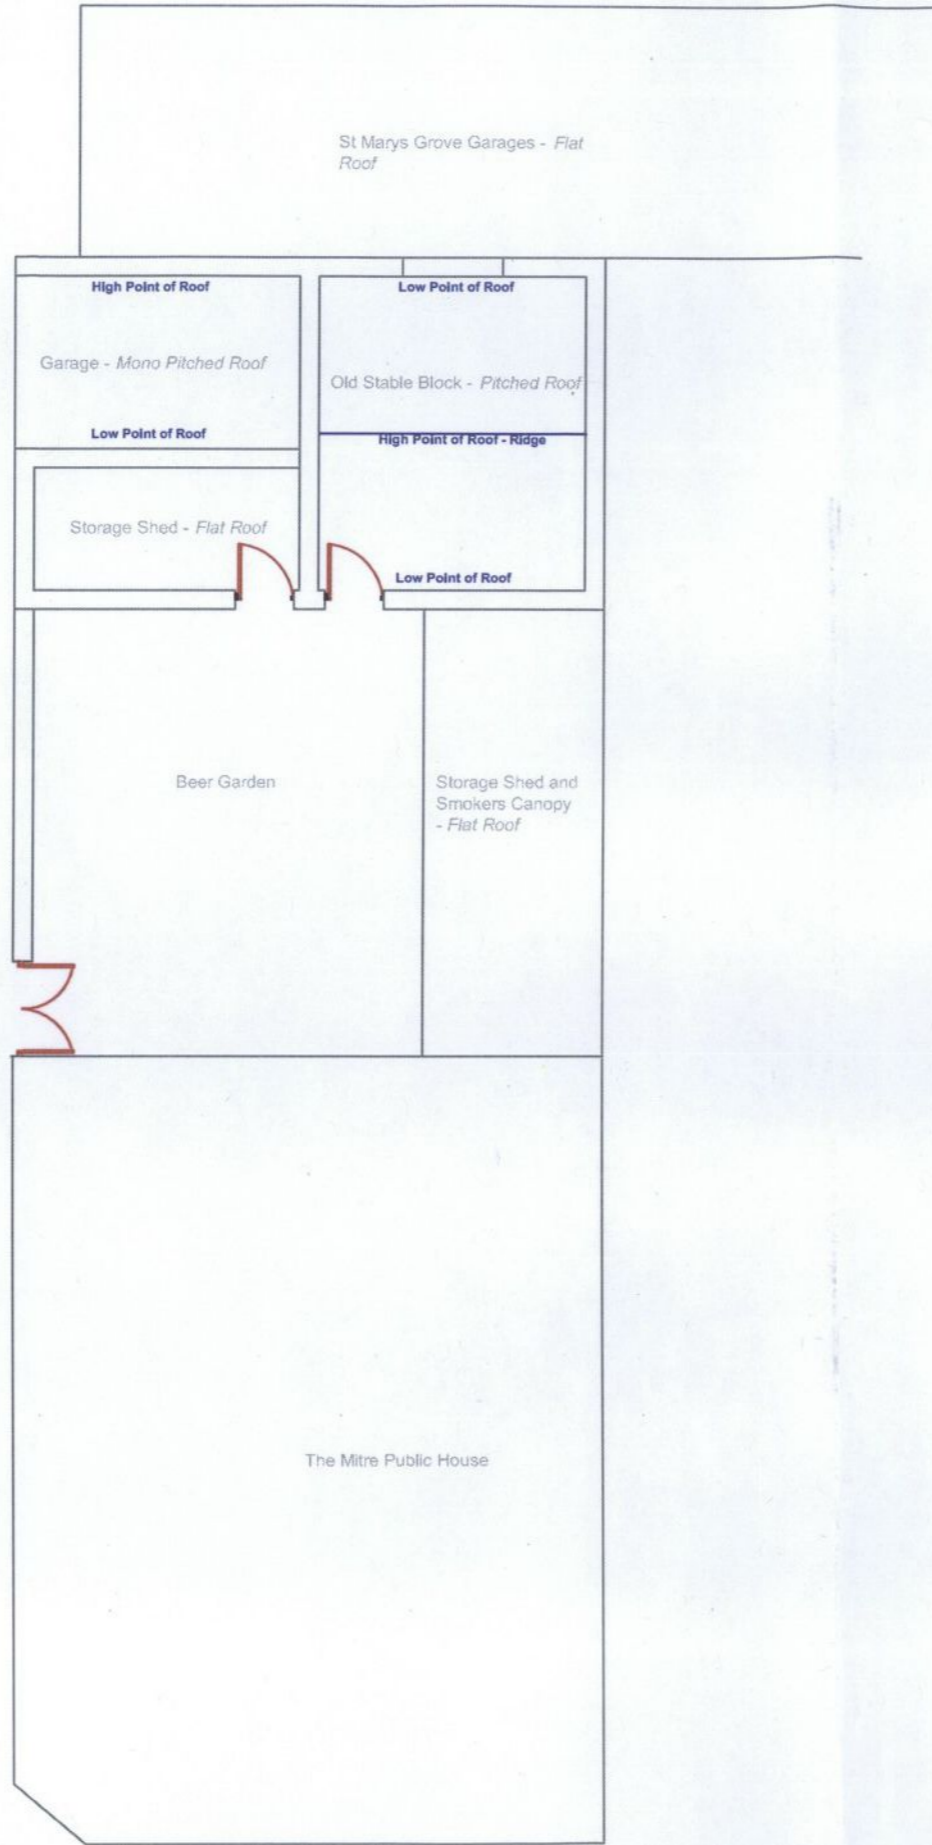 St Marys Grove Garages - Flat
Roof
High Point of Roof
Low Point of Roof
Garage - Mono Pitched Roof
Old Stable Block - Pitched Roof
Low Point of Roof
High Point of Roof - Ridge
Storage Shed - Flat Roof
Low Point of Roof
Beer Garden
Storage Shed and
Smokers Canopy
- Flat Roof
The Mitre Public House